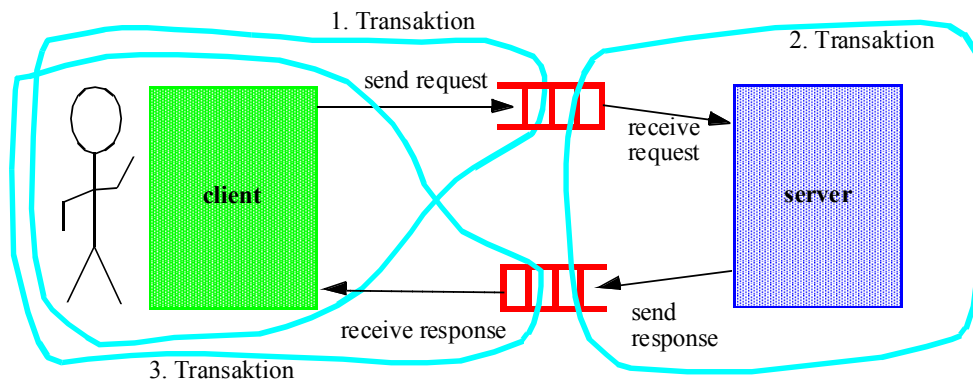 1. Transaktion
2. Transaktion
send request
receive
request
client
server
receive response
send
response
3. Transaktion